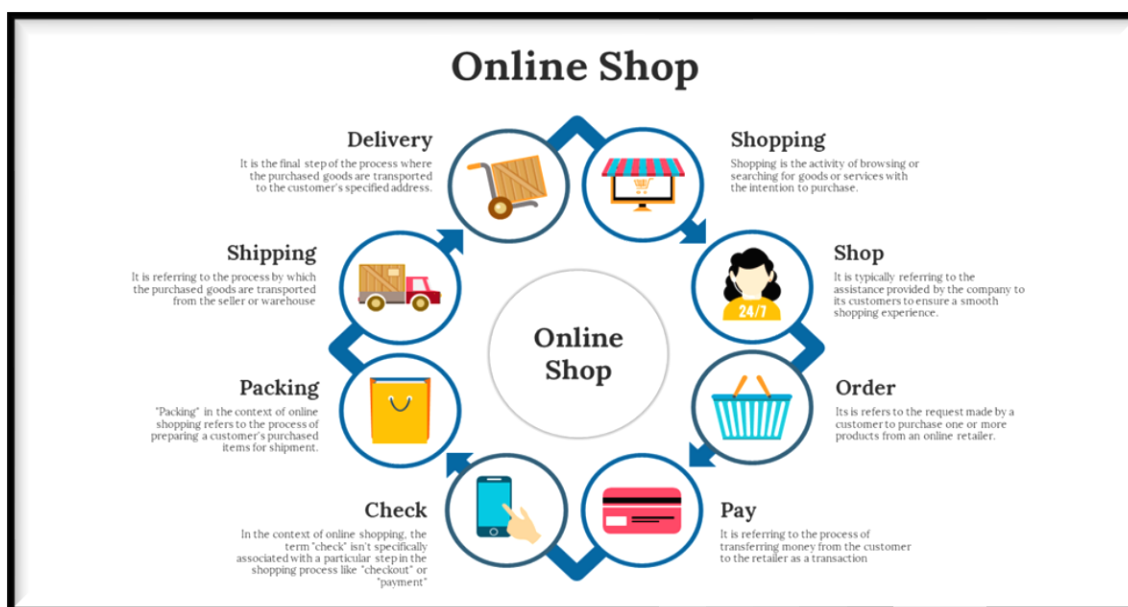 Online Shop
Delivery
It is the final step of the process where
the purchased goods are transported
to the customer's specified address.
Shopping
Shopping is the activity of browsing or
searching for goods or services with
the intention to purchase.
Shipping
It is referring to the process by which
the purchased goods are transported
from the seller or warehouse
Shop
It is typically referring to the
assistance provided by the company to
its customers to ensure a smooth
shopping experience.
24/7
Online
Shop
Packing
"Packing" in the context of online
shopping refers to the process of
preparing a customer's purchased
items for shipment.
Order
Its is refers to the request made by a
customer to purchase one or more
products from an online retailer.
Check
In the context of online shopping, the
term "check" isn't specifically
associated with a particular step in the
shopping process like "checkout" or
"payment"
Pay
It is referring to the process of
transferring money from the customer
to the retailer as a transaction